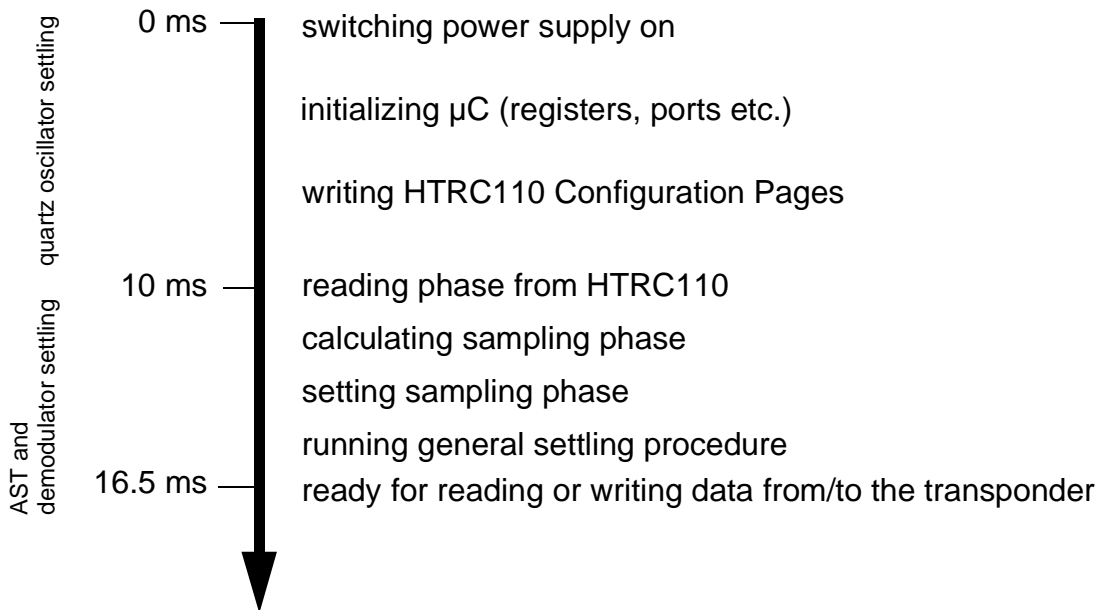 0 ms switching power supply on
initializing µC (registers, ports etc.)
writing HTRC110 Configuration Pages
quartz oscillator settling
10 ms reading phase from HTRC110
calculating sampling phase
setting sampling phase
running general settling procedure
16.5 ms ready for reading or writing data from/to the transponder
AST and
demodulator settling